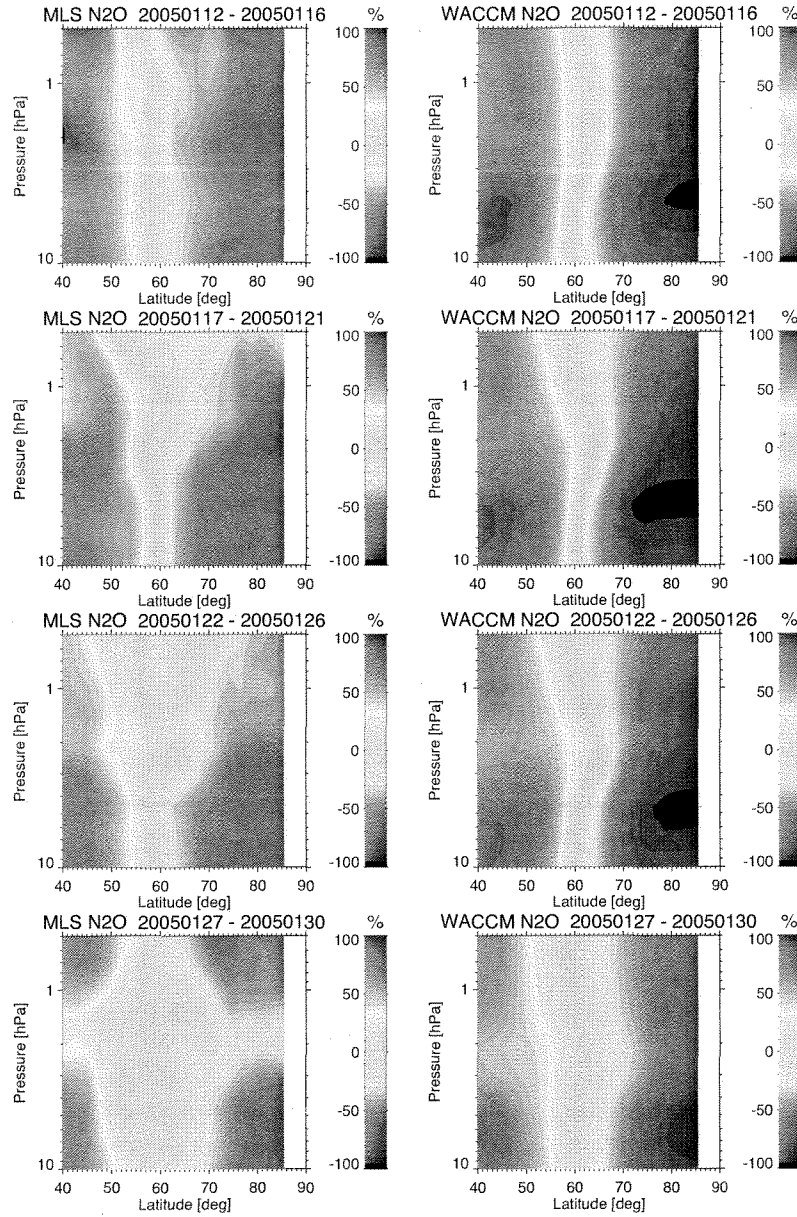 MLS N2O 20050112 - 20050116 %
100
50
0
-50
-100
Pressure [hPa]
1
10
40 50 60 70 80 90
Latitude [deg]
WACCM N2O 20050112 - 20050116 %
100
50
0
-50
-100
Pressure [hPa]
1
10
40 50 60 70 80 90
Latitude [deg]
MLS N2O 20050117 - 20050121 %
100
50
0
-50
-100
Pressure [hPa]
1
10
40 50 60 70 80 90
Latitude [deg]
WACCM N2O 20050117 - 20050121 %
100
50
0
-50
-100
Pressure [hPa]
1
10
40 50 60 70 80 90
Latitude [deg]
MLS N2O 20050122 - 20050126 %
100
50
0
-50
-100
Pressure [hPa]
1
10
40 50 60 70 80 90
Latitude [deg]
WACCM N2O 20050122 - 20050126 %
100
50
0
-50
-100
Pressure [hPa]
1
10
40 50 60 70 80 90
Latitude [deg]
MLS N2O 20050127 - 20050130 %
100
50
0
-50
-100
Pressure [hPa]
1
10
40 50 60 70 80 90
Latitude [deg]
WACCM N2O 20050127 - 20050130 %
100
50
0
-50
-100
Pressure [hPa]
1
10
40 50 60 70 80 90
Latitude [deg]